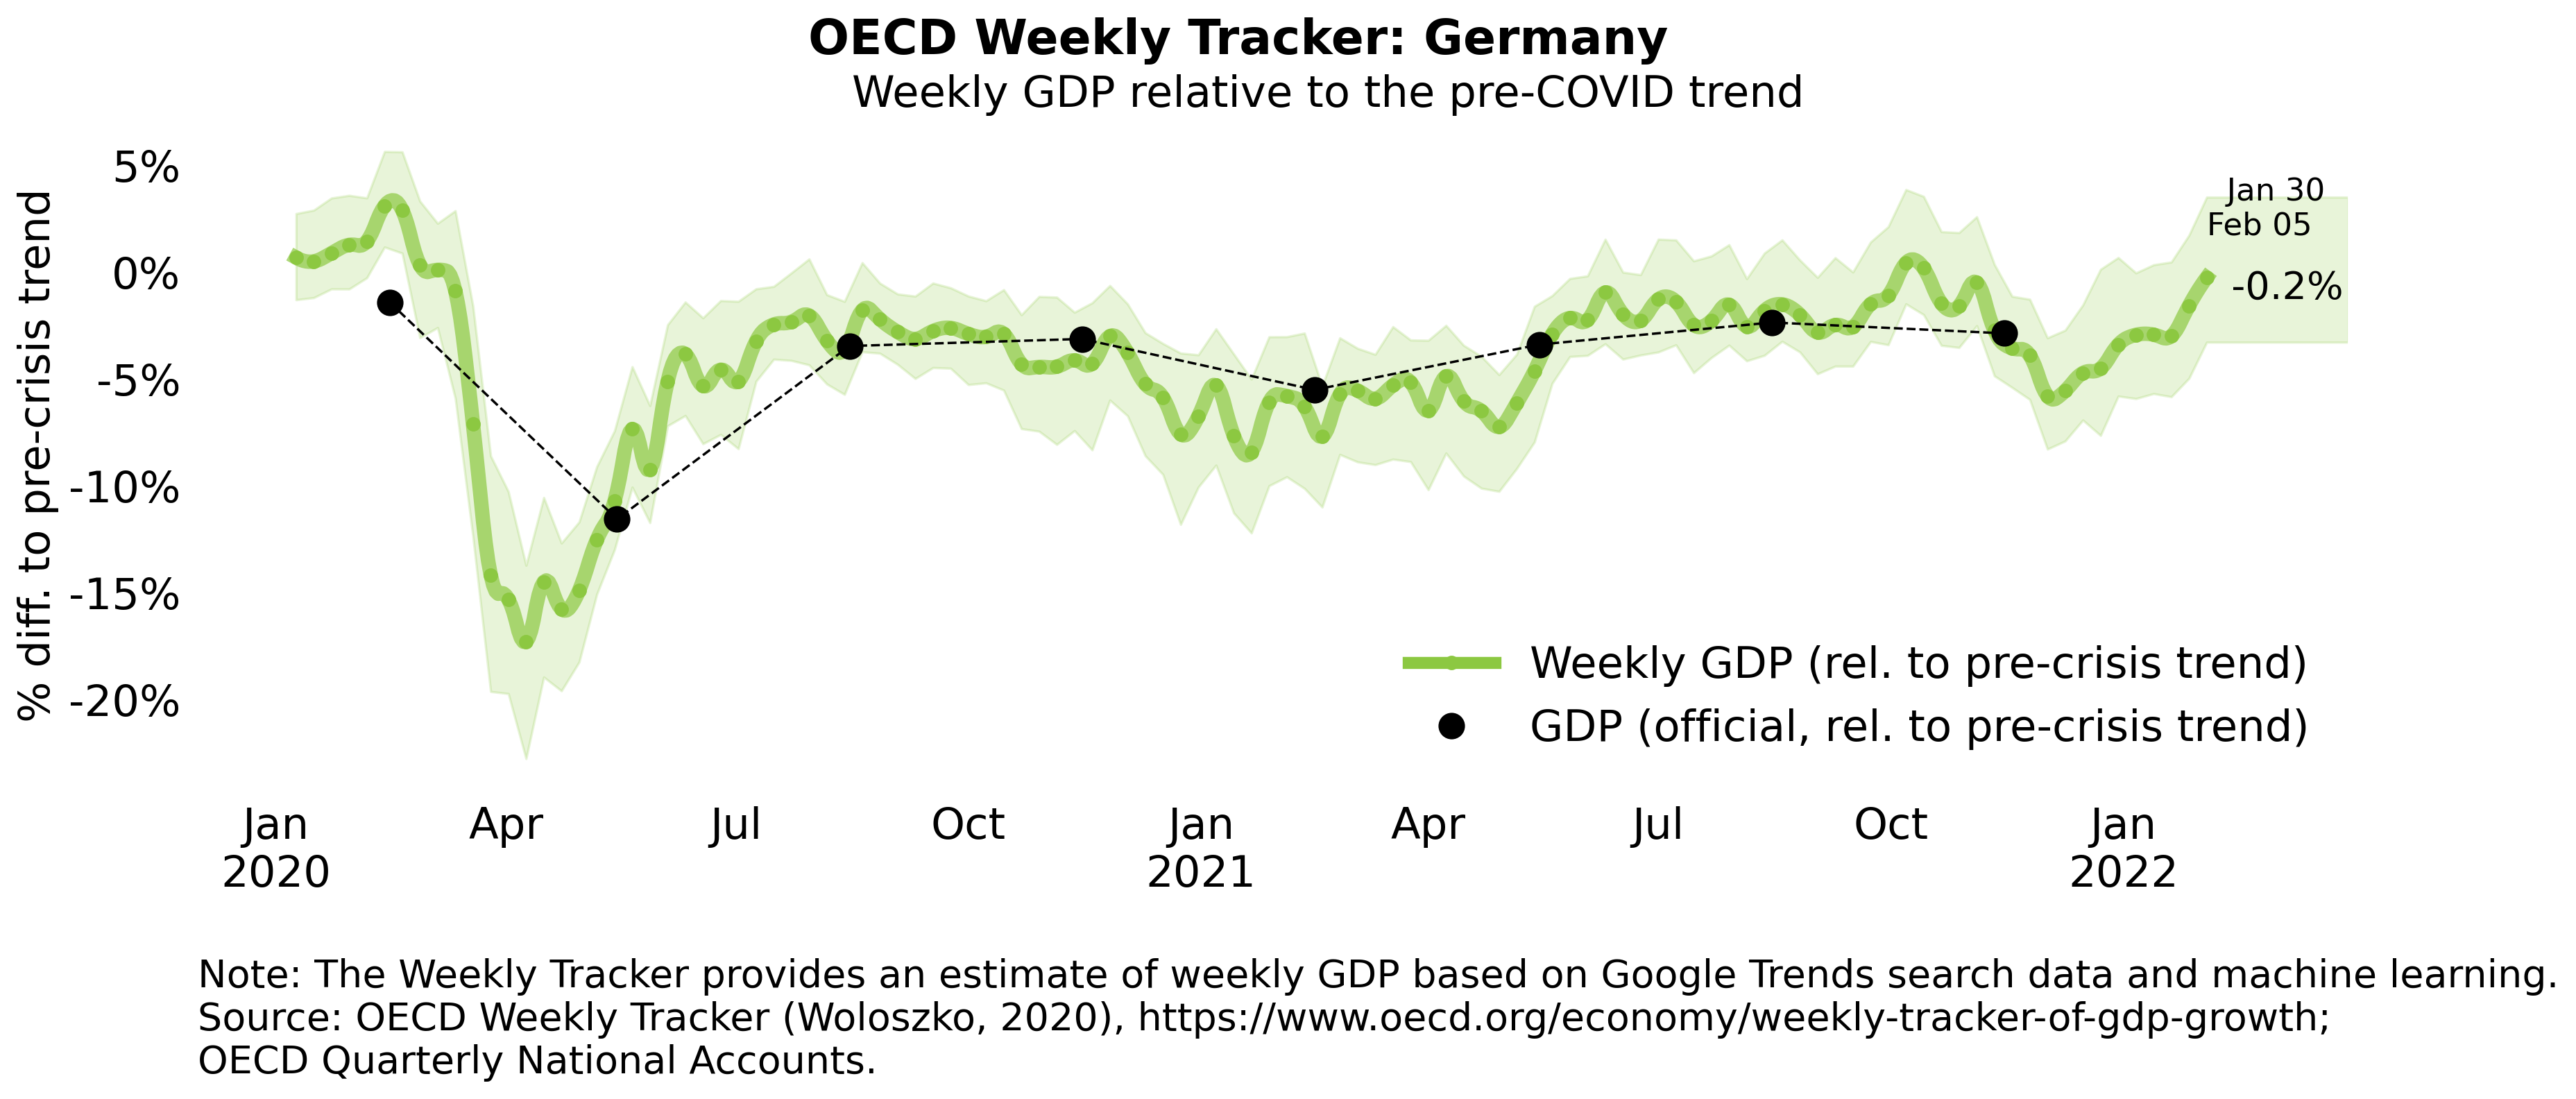 OECD Weekly Tracker: Germany
Weekly GDP relative to the pre-COVID trend
% diff. to pre-crisis trend
5%
0%
-5%
-10%
-15%
-20%
Jan 30
Feb 05
-0.2%
Weekly GDP (rel. to pre-crisis trend)
GDP (official, rel. to pre-crisis trend)
Jan Apr Jul Oct Jan Apr Jul Oct Jan
2020 2021 2022
Note: The Weekly Tracker provides an estimate of weekly GDP based on Google Trends search data and machine learning.
Source: OECD Weekly Tracker (Woloszko, 2020), https://www.oecd.org/economy/weekly-tracker-of-gdp-growth;
OECD Quarterly National Accounts.